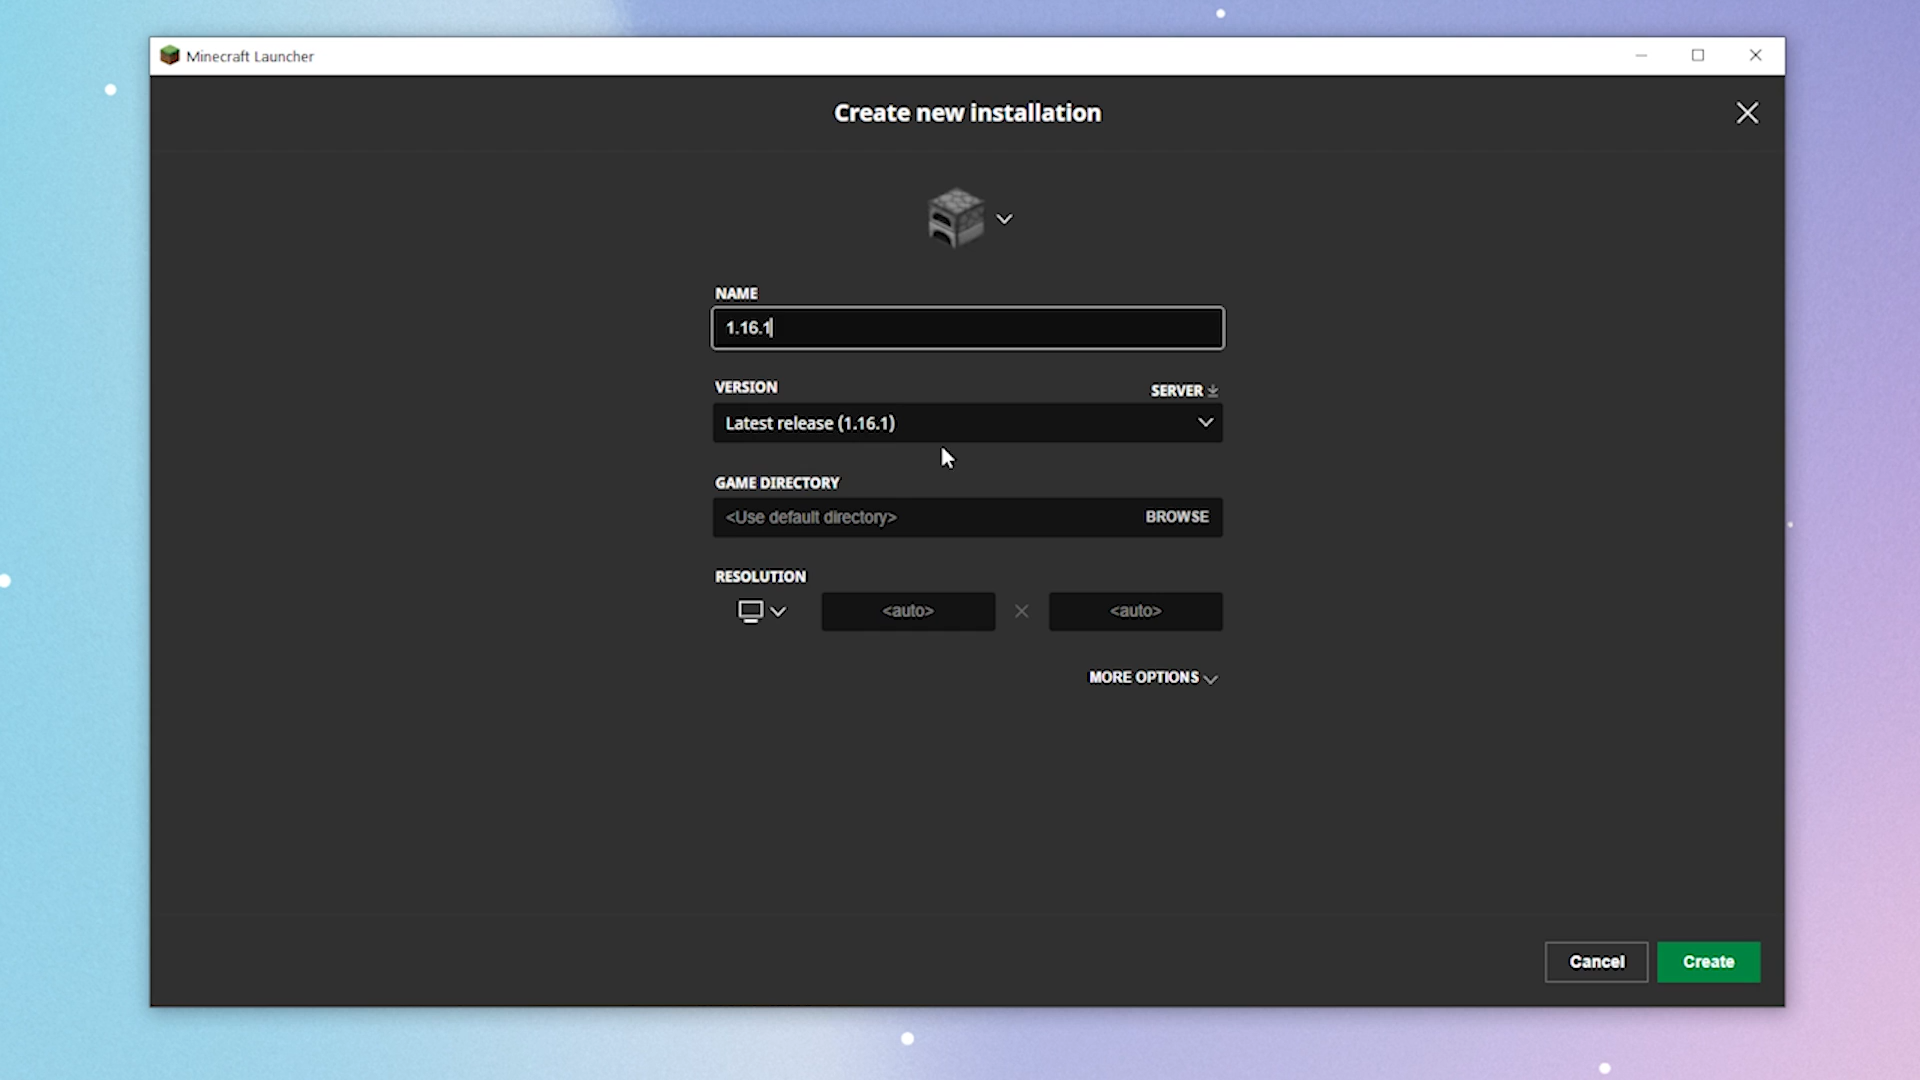 Minecraft Launcher
Create new installation
NAME
1.16.1
VERSION
SERVER
Latest release (1.16.1)
GAME DIRECTORY
<Use default directory>
BROWSE
RESOLUTION
<auto>
<auto>
MORE OPTIONS
Cancel
Create